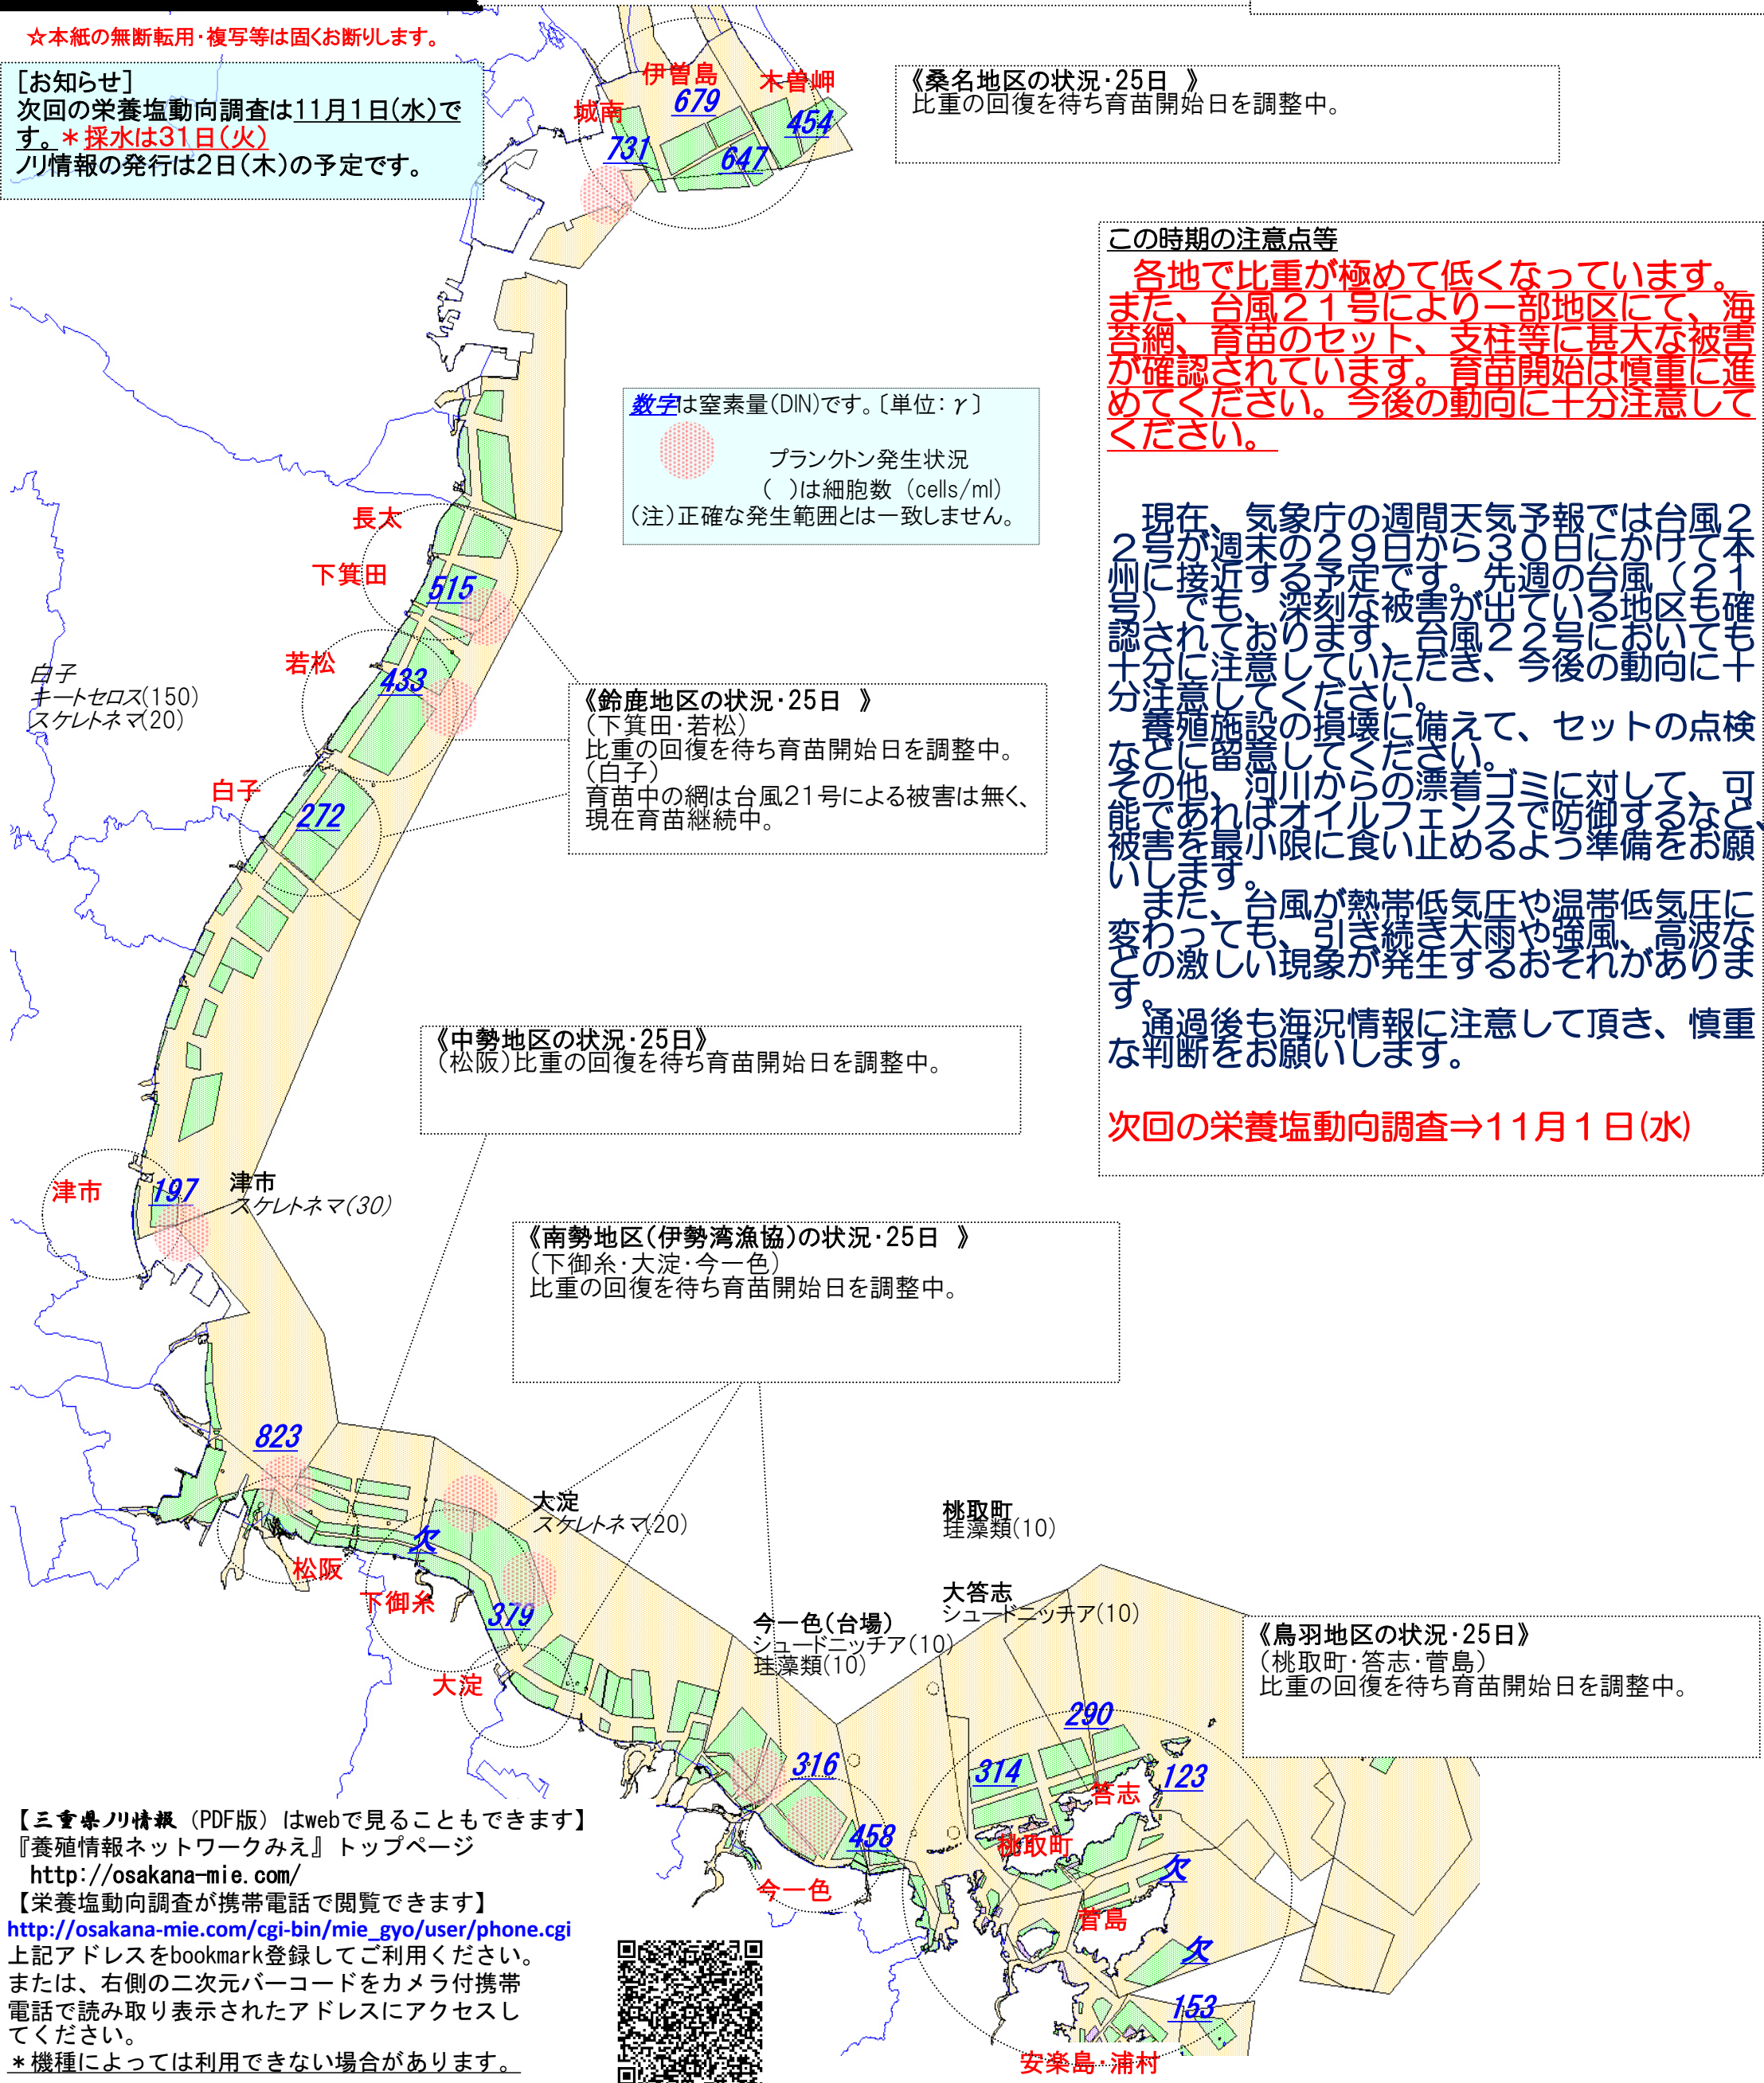 ☆本紙の無断転用・複写等は固くお断りします。
[お知らせ]
次回の栄養塩動向調査は11月1日(水)で
す。＊採水は31日(火)
ノリ情報の発行は2日(木)の予定です。
伊曽島
679
木曽岬
454
城南
731
647
《桑名地区の状況・25日 》
比重の回復を待ち育苗開始日を調整中。
この時期の注意点等
各地で比重が極めて低くなっています。
また、台風２１号により一部地区にて、海
苔網、育苗のセット、支柱等に甚大な被害
が確認されています。育苗開始は慎重に進
めてください。今後の動向に十分注意して
ください。
現在、気象庁の週間天気予報では台風２
２号が週末の２９日から３０日にかけて本
州に接近する予定です。先週の台風（２１
号）でも、深刻な被害が出ている地区も確
認されております、台風２２号においても
十分に注意していただき、今後の動向に十
分注意してください。
養殖施設の損壊に備えて、セットの点検
などに留意してください。
その他、河川からの漂着ゴミに対して、可
能であればオイルフェンスで防御するなど、
被害を最小限に食い止めるよう準備をお願
いします。
また、台風が熱帯低気圧や温帯低気圧に
変わっても、引き続き大雨や強風、高波な
どの激しい現象が発生するおそれがありま
す。
通過後も海況情報に注意して頂き、慎重
な判断をお願いします。
次回の栄養塩動向調査⇒11月１日(水)
数字は窒素量(DIN)です。〔単位：γ〕
プランクトン発生状況
( )は細胞数 (cells/ml)
(注)正確な発生範囲とは一致しません。
長太
下箕田
515
若松
433
白子
キートセロス(150)
スケレトネマ(20)
白子
272
《鈴鹿地区の状況・25日 》
(下箕田・若松)
比重の回復を待ち育苗開始日を調整中。
(白子)
育苗中の網は台風21号による被害は無く、
現在育苗継続中。
《中勢地区の状況・25日》
(松阪)比重の回復を待ち育苗開始日を調整中。
津市
197
津市
スケレトネマ(30)
《南勢地区(伊勢湾漁協)の状況・25日 》
(下御糸・大淀・今一色)
比重の回復を待ち育苗開始日を調整中。
823
松阪
欠
下御糸
379
大淀
大淀
スケレトネマ(20)
桃取町
珪藻類(10)
大答志
シュードニッチア(10)
今一色(台場)
シュードニッチア(10)
珪藻類(10)
《鳥羽地区の状況・25日》
(桃取町・答志・菅島)
比重の回復を待ち育苗開始日を調整中。
316
458
今一色
290
314
123
答志
桃取町
欠
菅島
欠
153
安楽島・浦村
【三重県ノリ情報（PDF版）はwebで見ることもできます】
『養殖情報ネットワークみえ』トップページ
http://osakana-mie.com/
【栄養塩動向調査が携帯電話で閲覧できます】
http://osakana-mie.com/cgi-bin/mie_gyo/user/phone.cgi
上記アドレスをbookmark登録してご利用ください。
または、右側の二次元バーコードをカメラ付携帯
電話で読み取り表示されたアドレスにアクセスし
てください。
＊機種によっては利用できない場合があります。